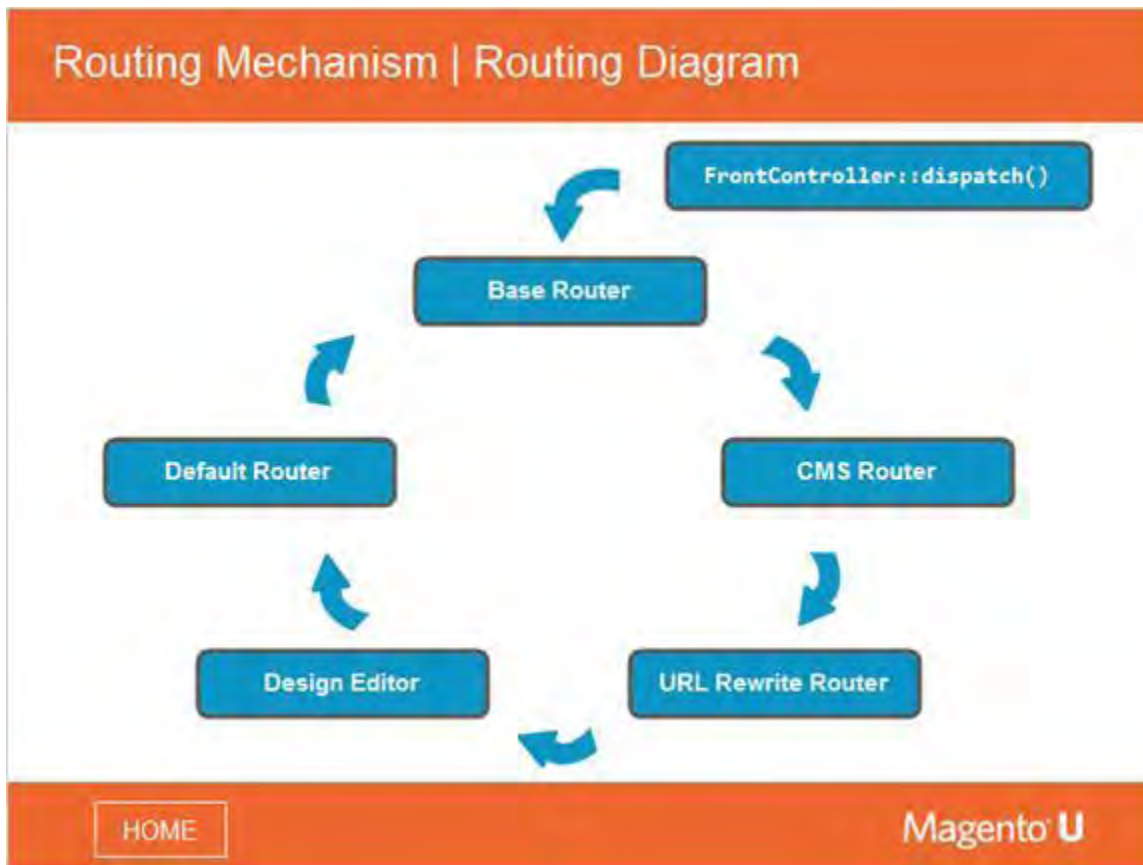 Routing Mechanism | Routing Diagram
FrontController::dispatch()
Base Router
Default Router
CMS Router
Design Editor
URL Rewrite Router
HOME
Magento U